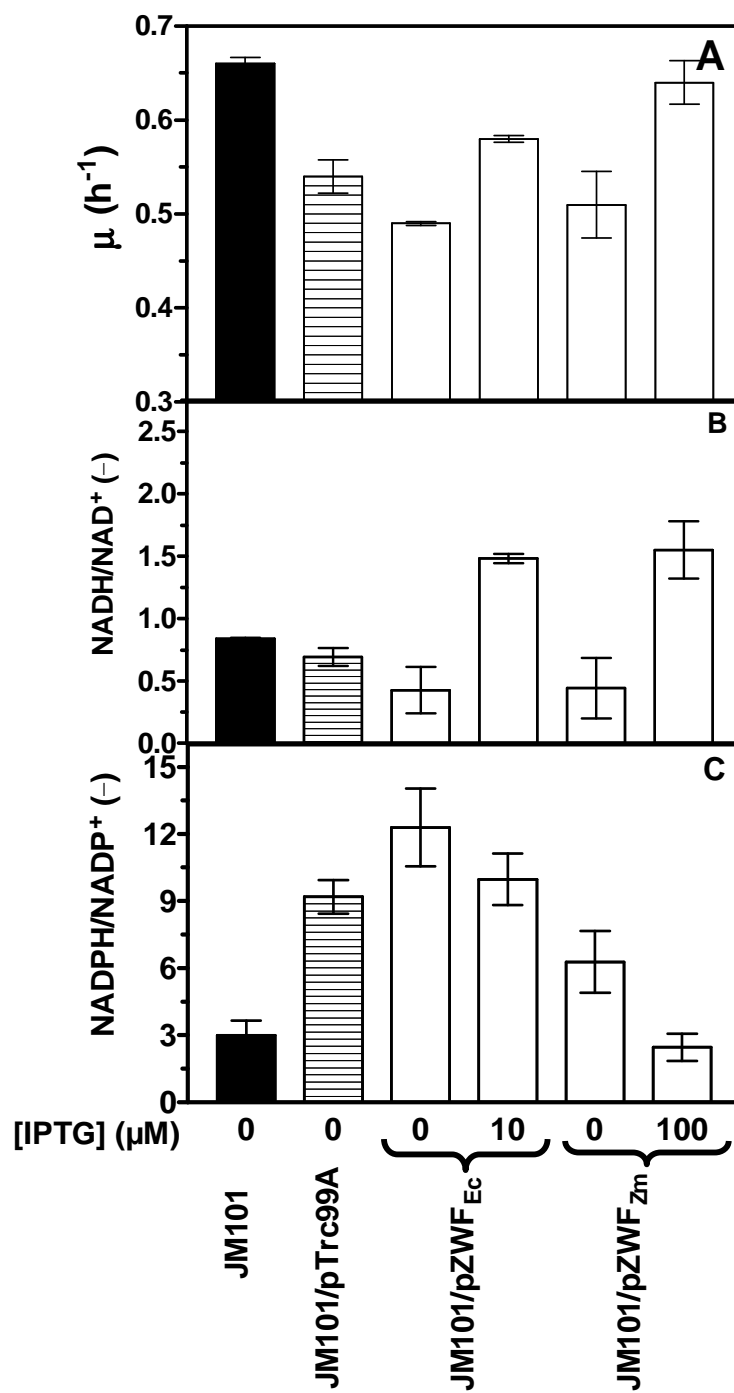 A
0.7
0.6
0.5
0.4
0.3
μ (h⁻¹)
B
2.5
2.0
1.5
1.0
0.5
0.0
NADH/NAD⁺ (−)
C
15
12
9
6
3
0
NADPH/NADP⁺ (−)
[IPTG] (μM) 0 0 0 10 0 100
JM101
JM101/pTrc99A
JM101/pZWF_Ec
JM101/pZWF_Zm